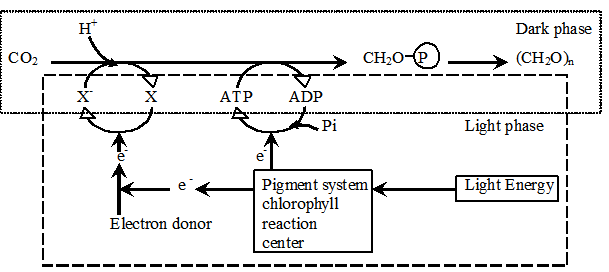 H⁺
Dark phase
CO₂
CH₂O
P
(CH₂O)n
X⁻
X
ATP
ADP
Pi
Light phase
e⁻
e⁻
e⁻
Pigment system
chlorophyll
reaction
center
Light Energy
Electron donor